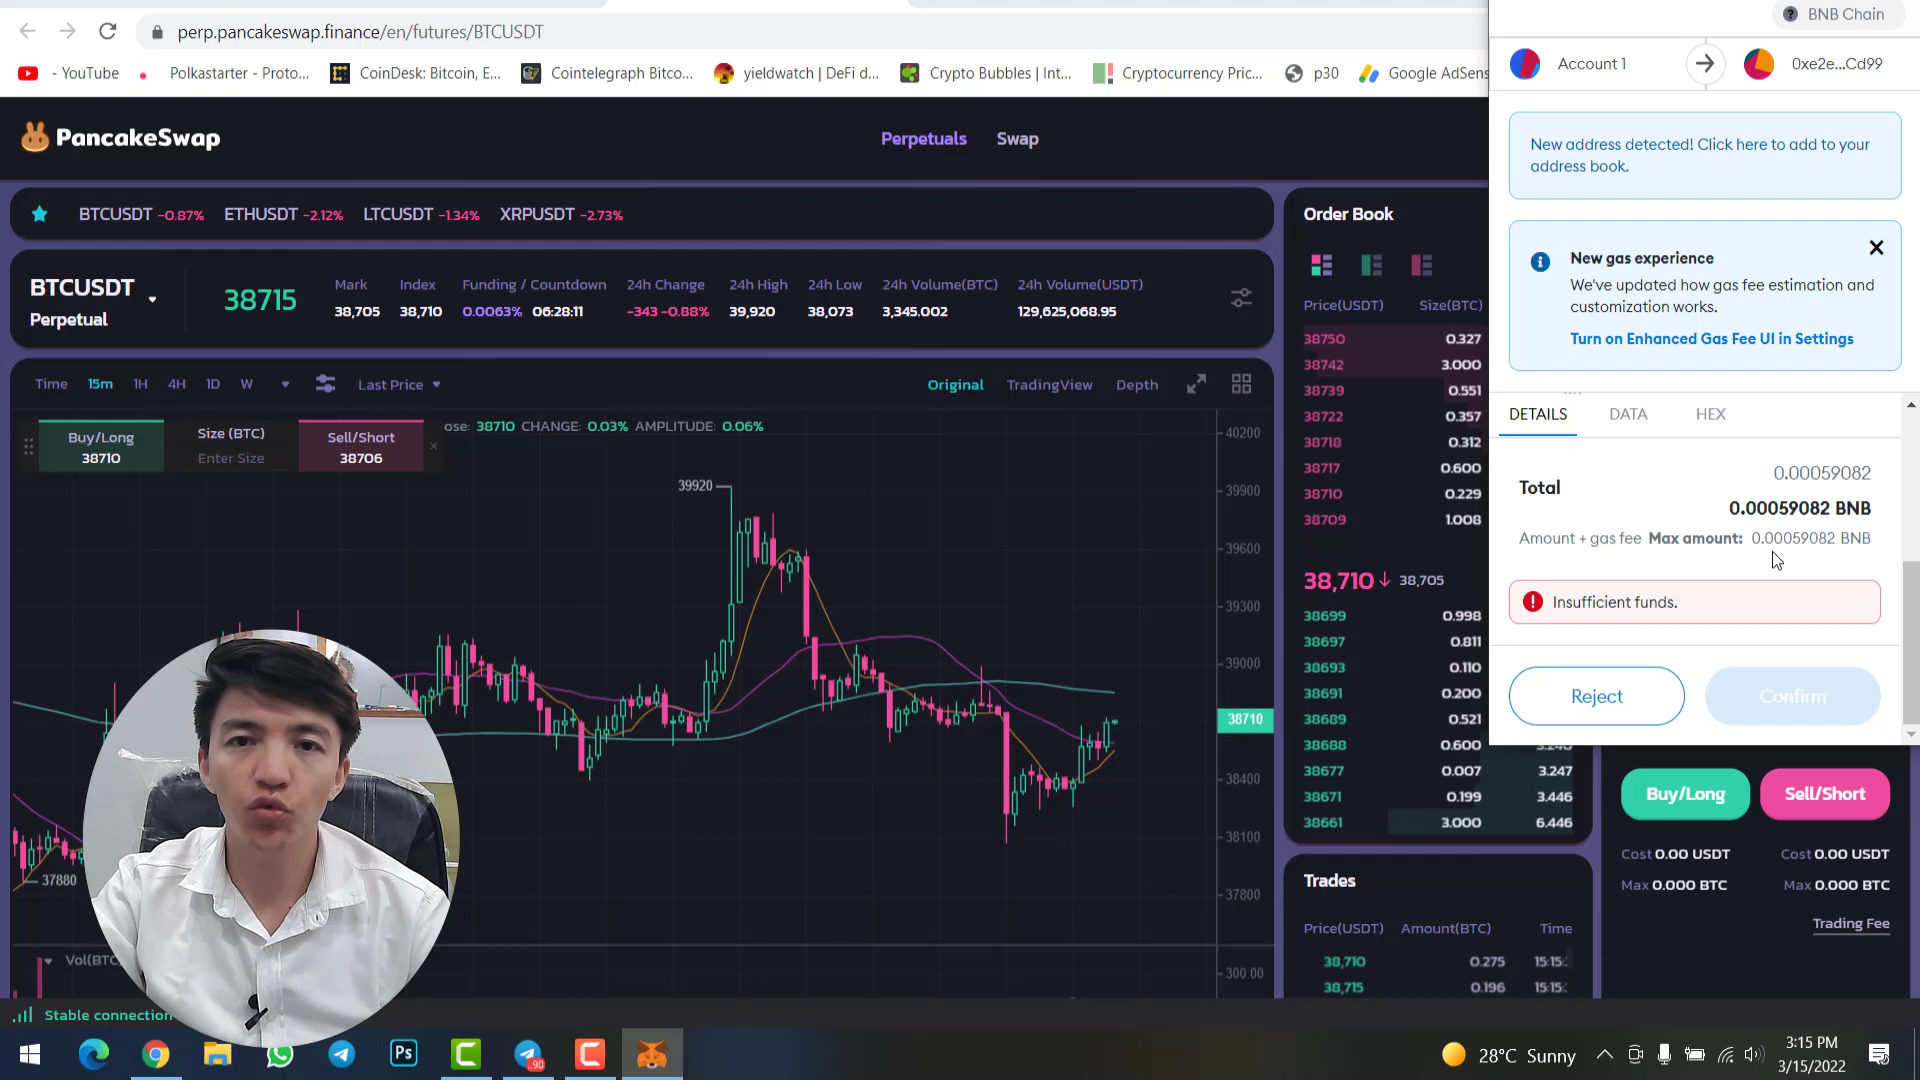 perp.pancakeswap.finance/en/futures/BTCUSDT
- YouTube
Polkastarter - Proto...
CoinDesk: Bitcoin, E...
Cointelegraph Bitco...
yieldwatch | DeFi d...
Crypto Bubbles | Int...
Cryptocurrency Pric...
p30
Google AdSens
PancakeSwap
Perpetuals
Swap
BTCUSDT -0.87%
ETHUSDT -2.12%
LTCUSDT -1.34%
XRPUSDT -2.73%
BTCUSDT
Perpetual
38715
Mark
38,705
Index
38,710
Funding / Countdown
0.0063% 06:28:11
24h Change
-343 -0.88%
24h High
39,920
24h Low
38,073
24h Volume(BTC)
3,345.002
24h Volume(USDT)
129,625,068.95
Time 15m 1H 4H 1D W
Last Price
Original TradingView Depth
Buy/Long
38710
Size (BTC)
Enter Size
Sell/Short
38706
ose: 38710 CHANGE: 0.03% AMPLITUDE: 0.06%
39920
37880
40200
39900
39600
39300
39000
38710
38400
38100
37800
300.00
Vol(BTC
Stable connection
Order Book
Price(USDT) Size(BTC)
38750 0.327
38742 3.000
38739 0.551
38722 0.357
38718 0.312
38717 0.600
38710 0.229
38709 1.008
38,710 38,705
38699 0.998
38697 0.811
38693 0.110
38691 0.200
38689 0.521
38688 0.600 3.248
38677 0.007 3.247
38671 0.199 3.446
38661 3.000 6.446
Trades
Price(USDT) Amount(BTC) Time
38,710 0.275 15:15:
38,715 0.196 15:15:
BNB Chain
Account 1
0xe2e...Cd99
New address detected! Click here to add to your
address book.
New gas experience
We've updated how gas fee estimation and
customization works.
Turn on Enhanced Gas Fee UI in Settings
DETAILS DATA HEX
0.00059082
Total
0.00059082 BNB
Amount + gas fee Max amount: 0.00059082 BNB
Insufficient funds.
Reject
Confirm
Buy/Long
Sell/Short
Cost 0.00 USDT
Cost 0.00 USDT
Max 0.000 BTC
Max 0.000 BTC
Trading Fee
Ps
90
28°C Sunny
3:15 PM
3/15/2022